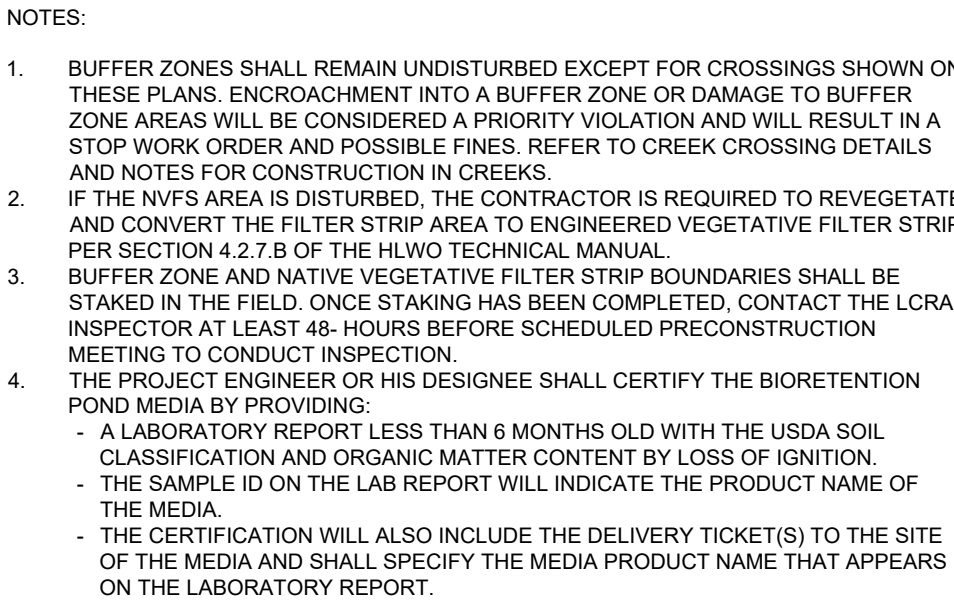 NOTES:
1. BUFFER ZONES SHALL REMAIN UNDISTURBED EXCEPT FOR CROSSINGS SHOWN ON
THESE PLANS. ENCROACHMENT INTO A BUFFER ZONE OR DAMAGE TO BUFFER
ZONE AREAS WILL BE CONSIDERED A PRIORITY VIOLATION AND WILL RESULT IN A
STOP WORK ORDER AND POSSIBLE FINES. REFER TO CREEK CROSSING DETAILS
AND NOTES FOR CONSTRUCTION IN CREEKS.
2. IF THE NVFS AREA IS DISTURBED, THE CONTRACTOR IS REQUIRED TO REVEGETATE
AND CONVERT THE FILTER STRIP AREA TO ENGINEERED VEGETATIVE FILTER STRIP
PER SECTION 4.2.7.B OF THE HLWO TECHNICAL MANUAL.
3. BUFFER ZONE AND NATIVE VEGETATIVE FILTER STRIP BOUNDARIES SHALL BE
STAKED IN THE FIELD. ONCE STAKING HAS BEEN COMPLETED, CONTACT THE LCRA
INSPECTOR AT LEAST 48- HOURS BEFORE SCHEDULED PRECONSTRUCTION
MEETING TO CONDUCT INSPECTION.
4. THE PROJECT ENGINEER OR HIS DESIGNEE SHALL CERTIFY THE BIORETENTION
POND MEDIA BY PROVIDING:
- A LABORATORY REPORT LESS THAN 6 MONTHS OLD WITH THE USDA SOIL
CLASSIFICATION AND ORGANIC MATTER CONTENT BY LOSS OF IGNITION.
- THE SAMPLE ID ON THE LAB REPORT WILL INDICATE THE PRODUCT NAME OF
THE MEDIA.
- THE CERTIFICATION WILL ALSO INCLUDE THE DELIVERY TICKET(S) TO THE SITE
OF THE MEDIA AND SHALL SPECIFY THE MEDIA PRODUCT NAME THAT APPEARS
ON THE LABORATORY REPORT.